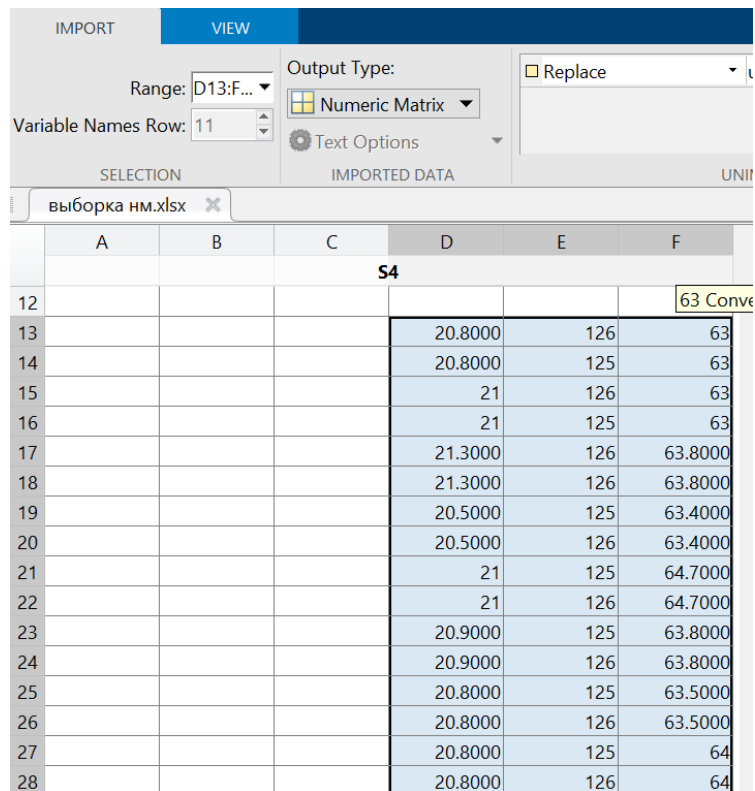 IMPORT VIEW
Range: D13:F...
Variable Names Row: 11
SELECTION
Output Type:
Numeric Matrix
Text Options
IMPORTED DATA
Replace
выборка нм.xlsx
A B C D E F
S4
12
63 Conve
13 20.8000 126 63
14 20.8000 125 63
15 21 126 63
16 21 125 63
17 21.3000 126 63.8000
18 21.3000 126 63.8000
19 20.5000 125 63.4000
20 20.5000 126 63.4000
21 21 125 64.7000
22 21 126 64.7000
23 20.9000 125 63.8000
24 20.9000 126 63.8000
25 20.8000 125 63.5000
26 20.8000 126 63.5000
27 20.8000 125 64
28 20.8000 126 64